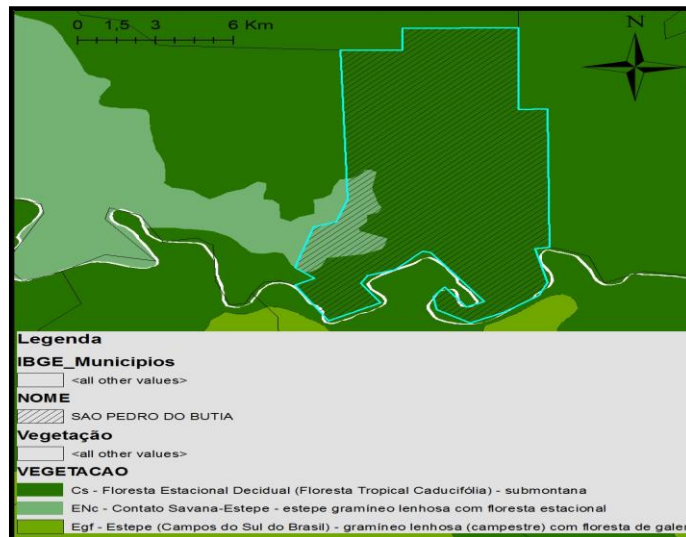 0 1,5 3 6 Km
N
Legenda
IBGE_Municipios
<all other values>
NOME
SAO PEDRO DO BUTIA
Vegetação
<all other values>
VEGETACAO
Cs - Floresta Estacional Decidual (Floresta Tropical Caducifólia) - submontana
ENc - Contato Savana-Estepe - estepe gramíneo lenhosa com floresta estacional
Egf - Estepe (Campos do Sul do Brasil) - gramíneo lenhosa (campestre) com floresta de galer